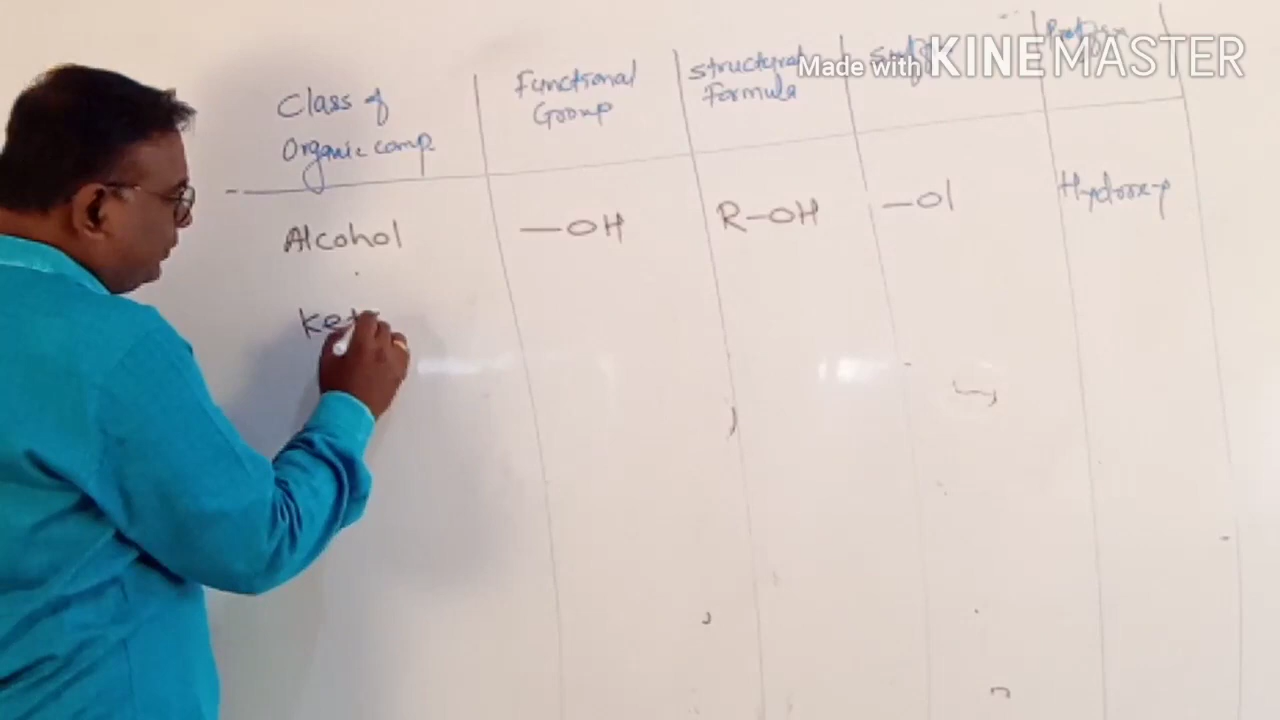 Made with KINEMASTER
Class of
Organic comp
Functional
Group
Structural
Formula
Alcohol
—OH
R—OH
—Ol
Hydroxy
Ket